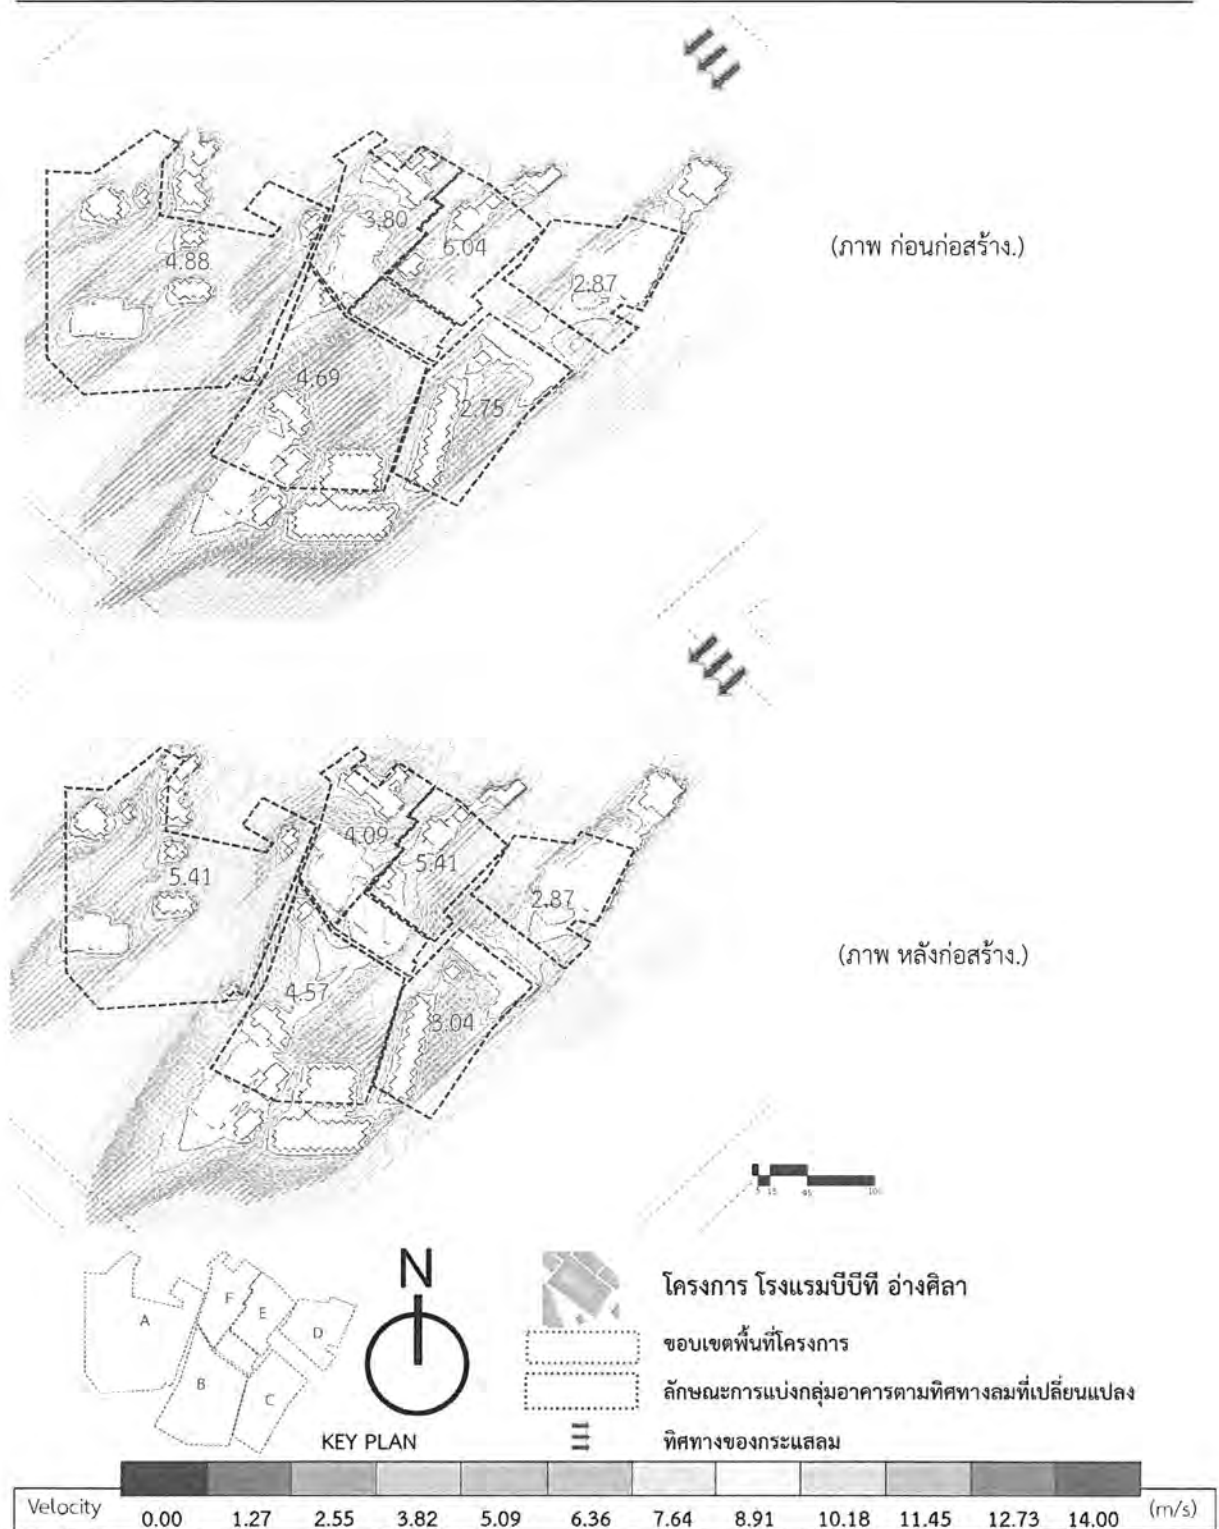 3.80
6.04
4.88
2.87
(ภาพ ก่อนก่อสร้าง.)
4.69
2.75
4.09
5.41
5.41
2.87
(ภาพ หลังก่อสร้าง.)
4.57
3.04
5 15 45 100
N
A
F
E
D
B
C
KEY PLAN
โครงการ โรงแรมบีบีที อ่างศิลา
ขอบเขตพื้นที่โครงการ
ลักษณะการแบ่งกลุ่มอาคารตามทิศทางลมที่เปลี่ยนแปลง
ทิศทางของกระแสลม
Velocity 0.00 1.27 2.55 3.82 5.09 6.36 7.64 8.91 10.18 11.45 12.73 14.00 (m/s)